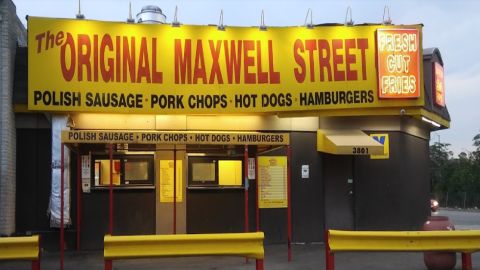 The ORIGINAL MAXWELL STREET
FRESH CUT FRIES
POLISH SAUSAGE · PORK CHOPS · HOT DOGS · HAMBURGERS
POLISH SAUSAGE · PORK CHOPS · HOT DOGS · HAMBURGERS
3801